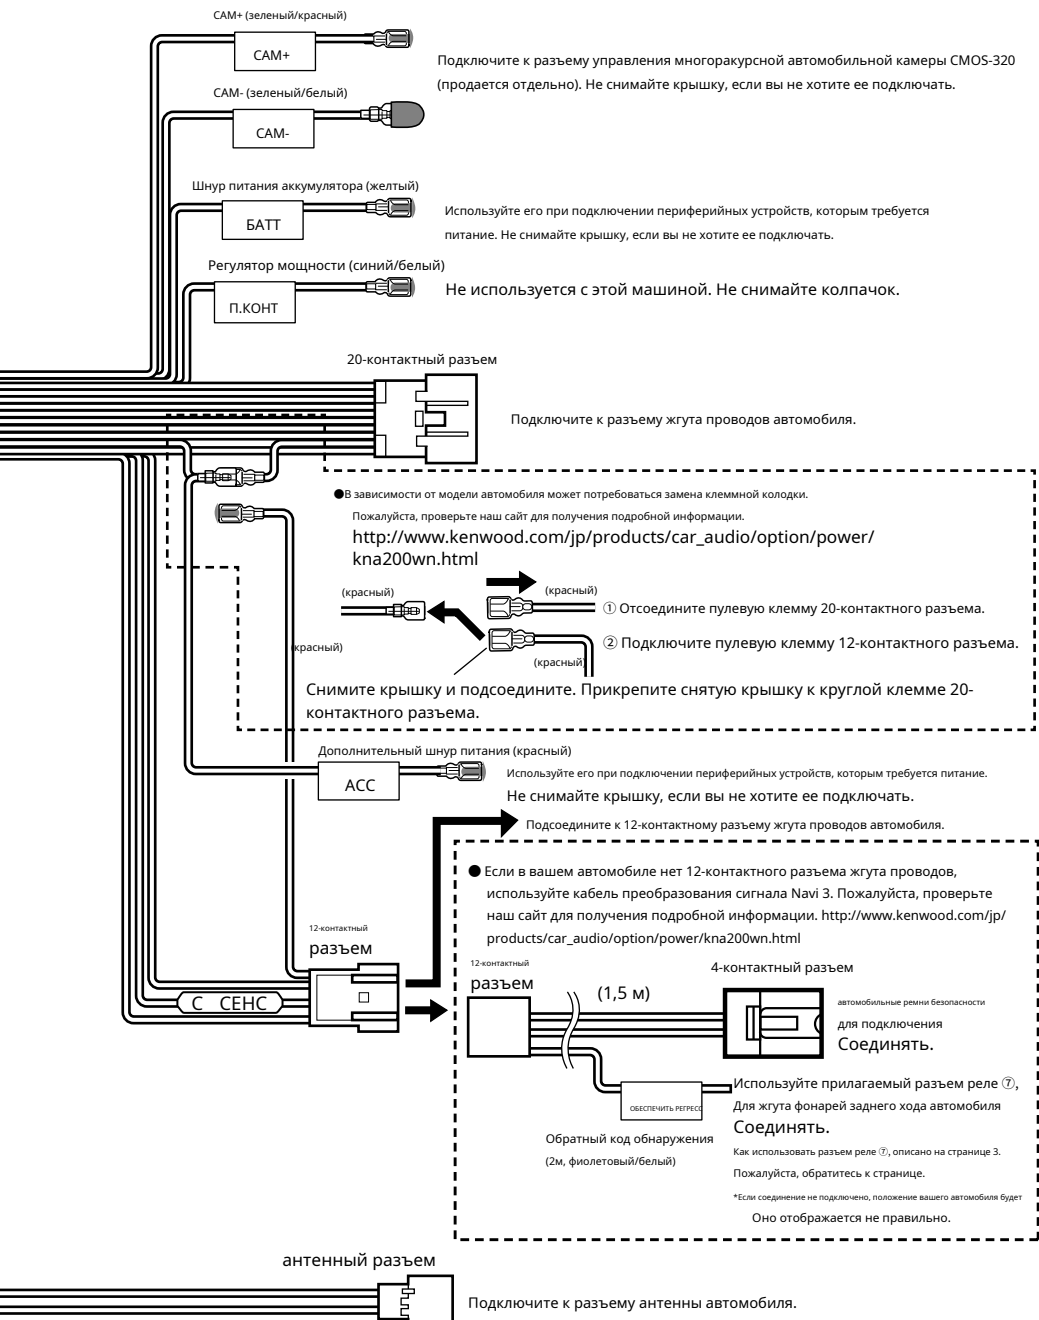 CAM+ (зеленый/красный)
CAM+
Подключите к разъему управления многоракурсной автомобильной камеры CMOS-320
(продается отдельно). Не снимайте крышку, если вы не хотите ее подключать.
CAM- (зеленый/белый)
CAM-
Шнур питания аккумулятора (желтый)
БАТТ
Используйте его при подключении периферийных устройств, которым требуется
питание. Не снимайте крышку, если вы не хотите ее подключать.
Регулятор мощности (синий/белый)
П.КОНТ
Не используется с этой машиной. Не снимайте колпачок.
20-контактный разъем
Подключите к разъему жгута проводов автомобиля.
●В зависимости от модели автомобиля может потребоваться замена клеммной колодки.
Пожалуйста, проверьте наш сайт для получения подробной информации.
http://www.kenwood.com/jp/products/car_audio/option/power/
kna200wn.html
(красный)
(красный)
① Отсоедините пулевую клемму 20-контактного разъема.
② Подключите пулевую клемму 12-контактного разъема.
(красный)
(красный)
Снимите крышку и подсоедините. Прикрепите снятую крышку к круглой клемме 20-
контактного разъема.
Дополнительный шнур питания (красный)
ACC
Используйте его при подключении периферийных устройств, которым требуется питание.
Не снимайте крышку, если вы не хотите ее подключать.
Подсоедините к 12-контактному разъему жгута проводов автомобиля.
● Если в вашем автомобиле нет 12-контактного разъема жгута проводов,
используйте кабель преобразования сигнала Navi 3. Пожалуйста, проверьте
наш сайт для получения подробной информации. http://www.kenwood.com/jp/
products/car_audio/option/power/kna200wn.html
12-контактный
разъем
С СЕНС
12-контактный
разъем
(1,5 м)
4-контактный разъем
автомобильные ремни безопасности
для подключения
Соединять.
ОБЕСПЕЧИТЬ РЕГРЕСС
Используйте прилагаемый разъем реле ⑦,
Для жгута фонарей заднего хода автомобиля
Соединять.
Обратный код обнаружения
(2м, фиолетовый/белый)
Как использовать разъем реле ⑦, описано на странице 3.
Пожалуйста, обратитесь к странице.
*Если соединение не подключено, положение вашего автомобиля будет
Оно отображается не правильно.
антенный разъем
Подключите к разъему антенны автомобиля.